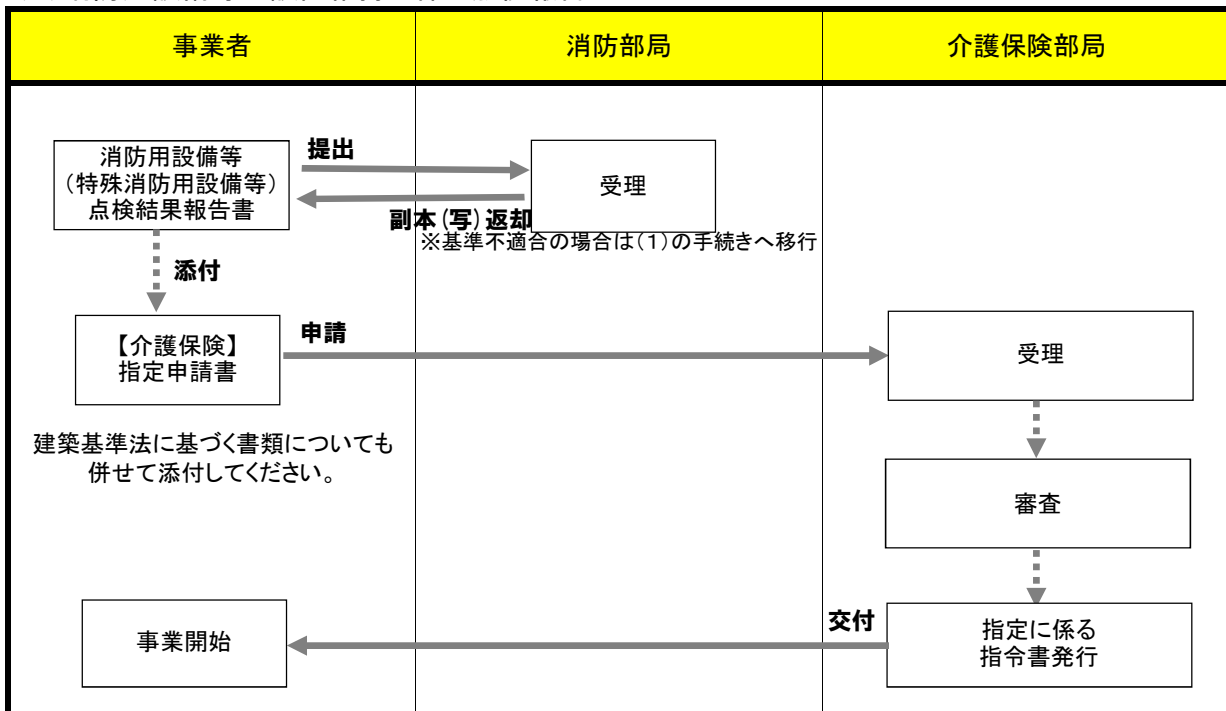 事業者
消防部局
介護保険部局
消防用設備等
(特殊消防用設備等)
点検結果報告書
提出
受理
副本(写)返却
※基準不適合の場合は(1)の手続きへ移行
添付
【介護保険】
指定申請書
申請
受理
建築基準法に基づく書類についても
併せて添付してください。
審査
事業開始
交付
指定に係る
指令書発行